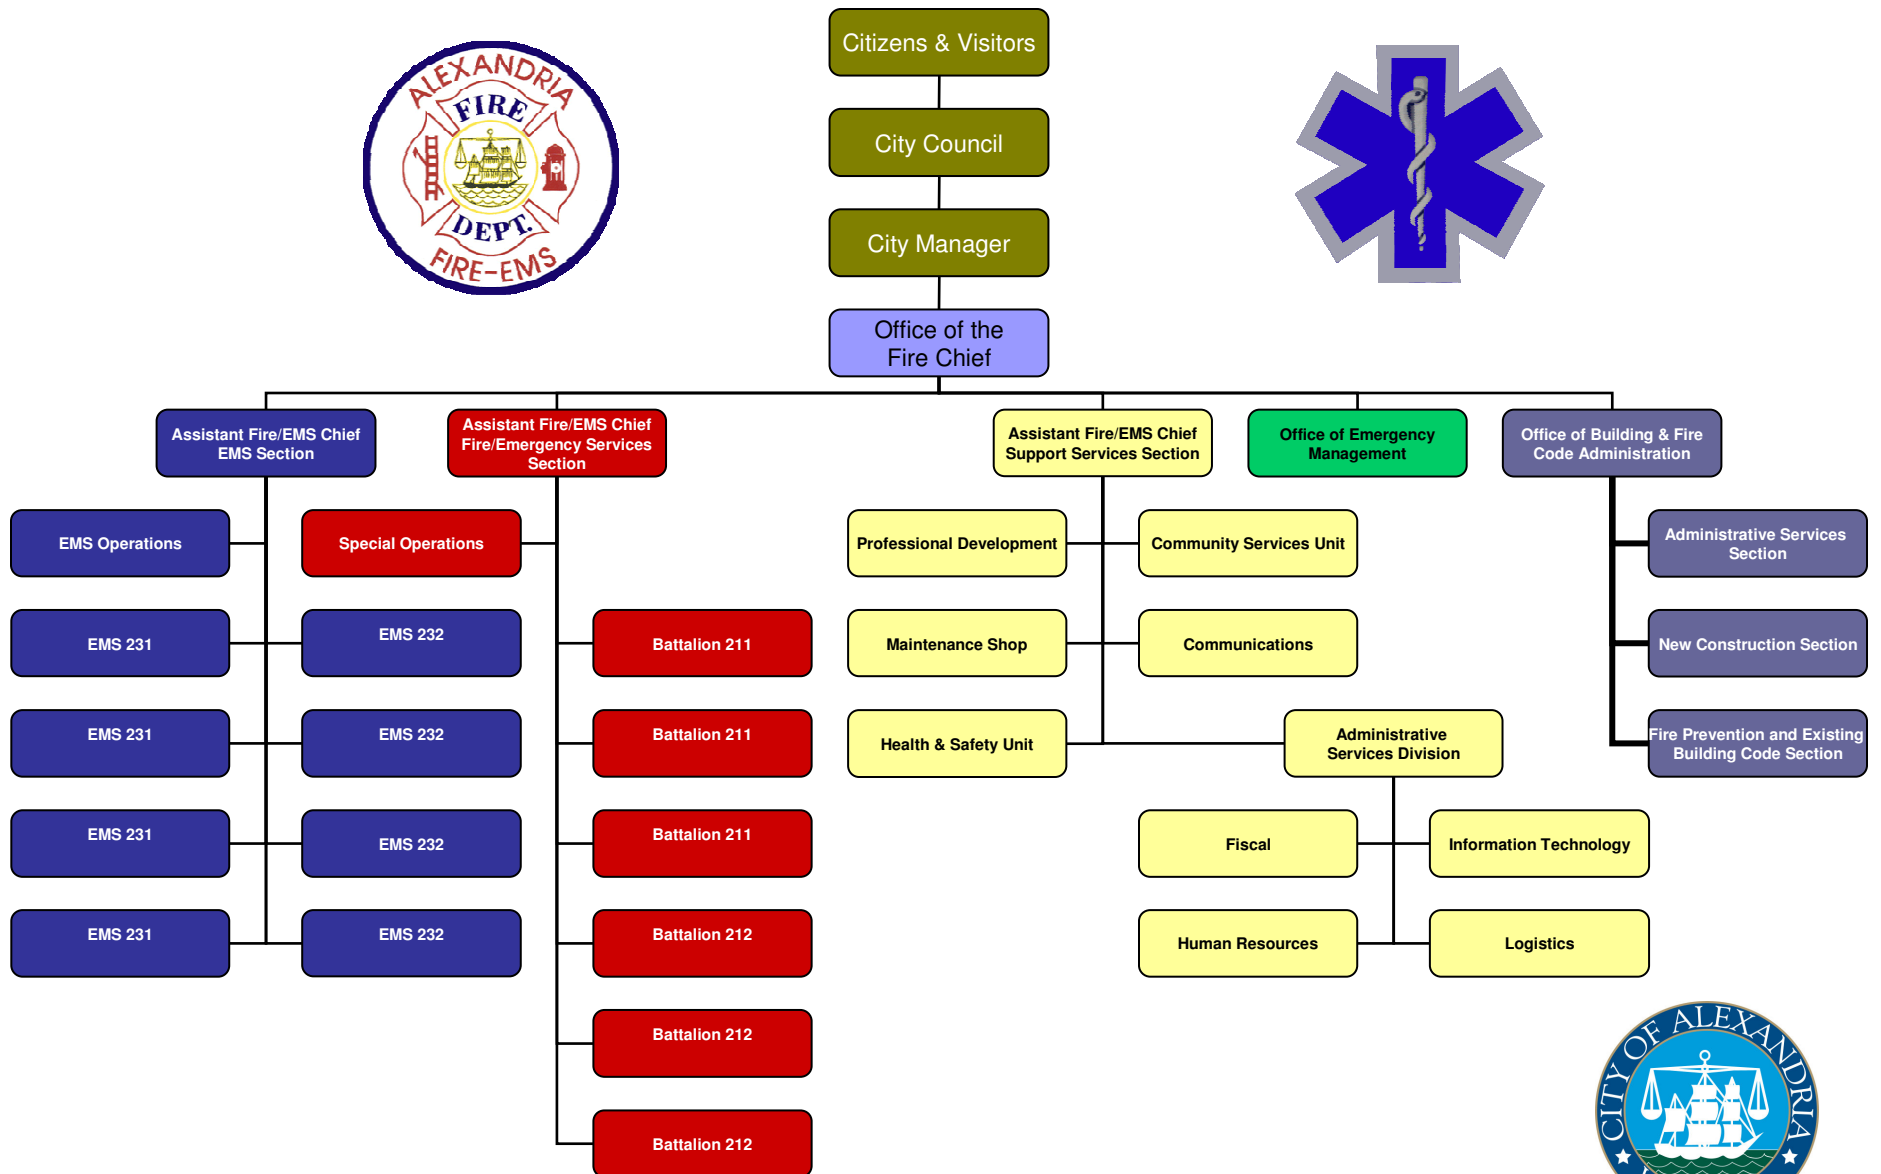 Citizens & Visitors
ALEXANDRIA
FIRE
DEPT.
FIRE-EMS
City Council
City Manager
Office of the
Fire Chief
Assistant Fire/EMS Chief
EMS Section
Assistant Fire/EMS Chief
Fire/Emergency Services
Section
Assistant Fire/EMS Chief
Support Services Section
Office of Emergency
Management
Office of Building & Fire
Code Administration
EMS Operations
Special Operations
Professional Development
Community Services Unit
Administrative Services
Section
EMS 231
EMS 232
Battalion 211
Maintenance Shop
Communications
New Construction Section
EMS 231
EMS 232
Battalion 211
Health & Safety Unit
Administrative
Services Division
Fire Prevention and Existing
Building Code Section
EMS 231
EMS 232
Battalion 211
Fiscal
Information Technology
EMS 231
EMS 232
Battalion 212
Human Resources
Logistics
Battalion 212
Battalion 212
CITY OF ALEXANDRIA